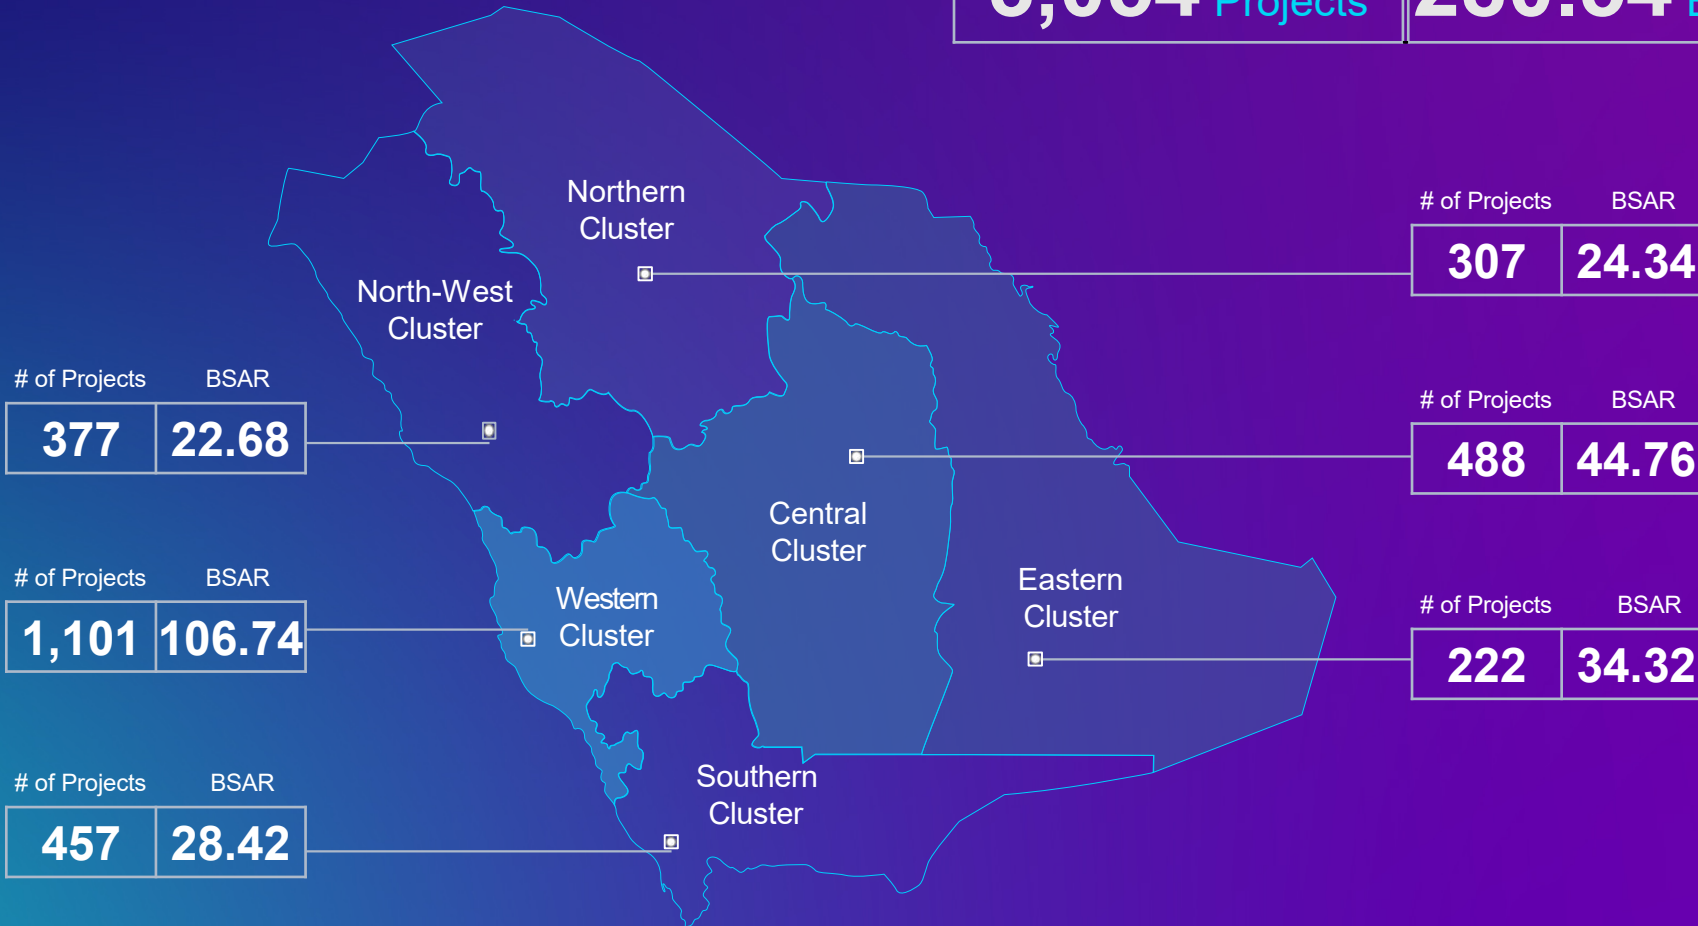 Projects
Northern
Cluster
# of Projects BSAR
307 24.34
North-West
Cluster
# of Projects BSAR
377 22.68
# of Projects BSAR
488 44.76
Central
Cluster
Eastern
Cluster
# of Projects BSAR
1,101 106.74
Western
Cluster
# of Projects BSAR
222 34.32
Southern
Cluster
# of Projects BSAR
457 28.42